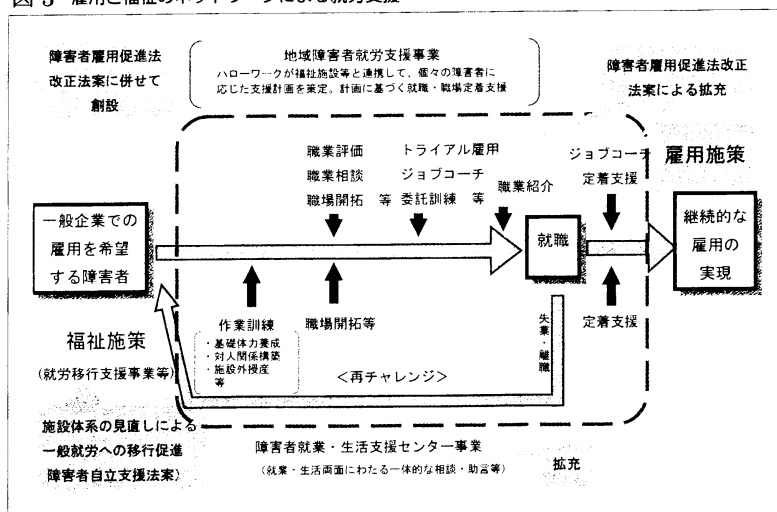 図3 雇用と福祉のネットワークによる就労支援
障害者雇用促進法
改正法案に併せて
創設
地域障害者就労支援事業
ハローワークが福祉施設等と連携して、個々の障害者に
応じた支援計画を策定。計画に基づく就職・職場定着支援
障害者雇用促進法改正
法案による拡充
職業評価
職業相談
職場開拓 等
トライアル雇用
ジョブコーチ
委託訓練 等
職業紹介
ジョブコーチ
定着支援
雇用施策
一般企業での
雇用を希望
する障害者
就職
継続的な
雇用の
実現
作業訓練
・基礎体力養成
・対人関係構築
・施設外授産
等
職場開拓等
失業・離職
定着支援
福祉施策
(就労移行支援事業等)
<再チャレンジ>
施設体系の見直しによる
一般就労への移行促進
障害者自立支援法案)
障害者就業・生活支援センター事業
(就業・生活両面にわたる一体的な相談・助言等)
拡充